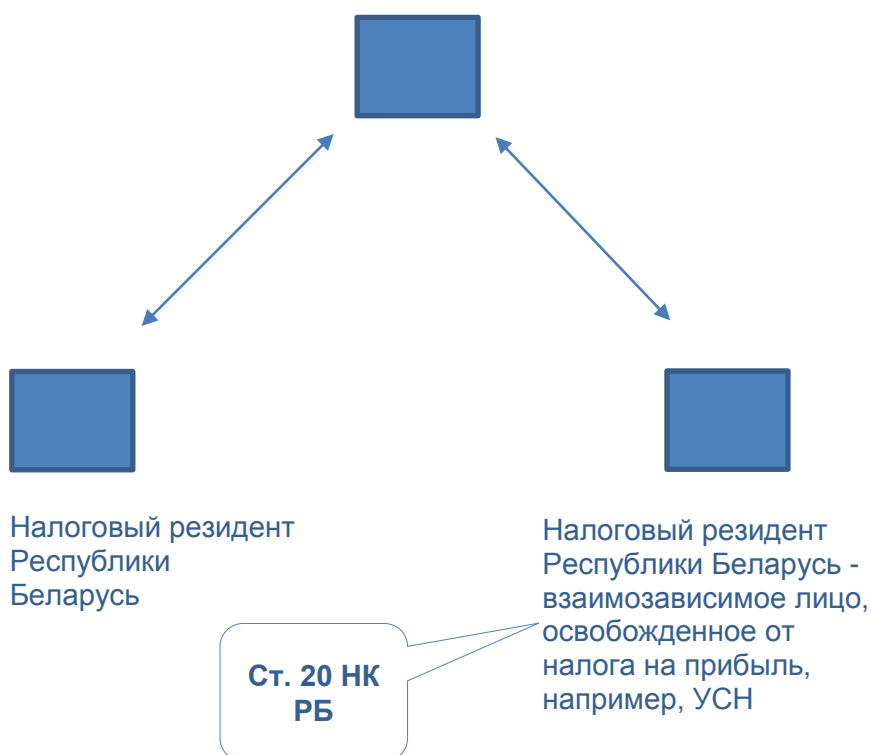 Налоговый резидент
Республики
Беларусь
Налоговый резидент
Республики Беларусь -
взаимозависимое лицо,
освобожденное от
налога на прибыль,
например, УСН
Ст. 20 НК
РБ